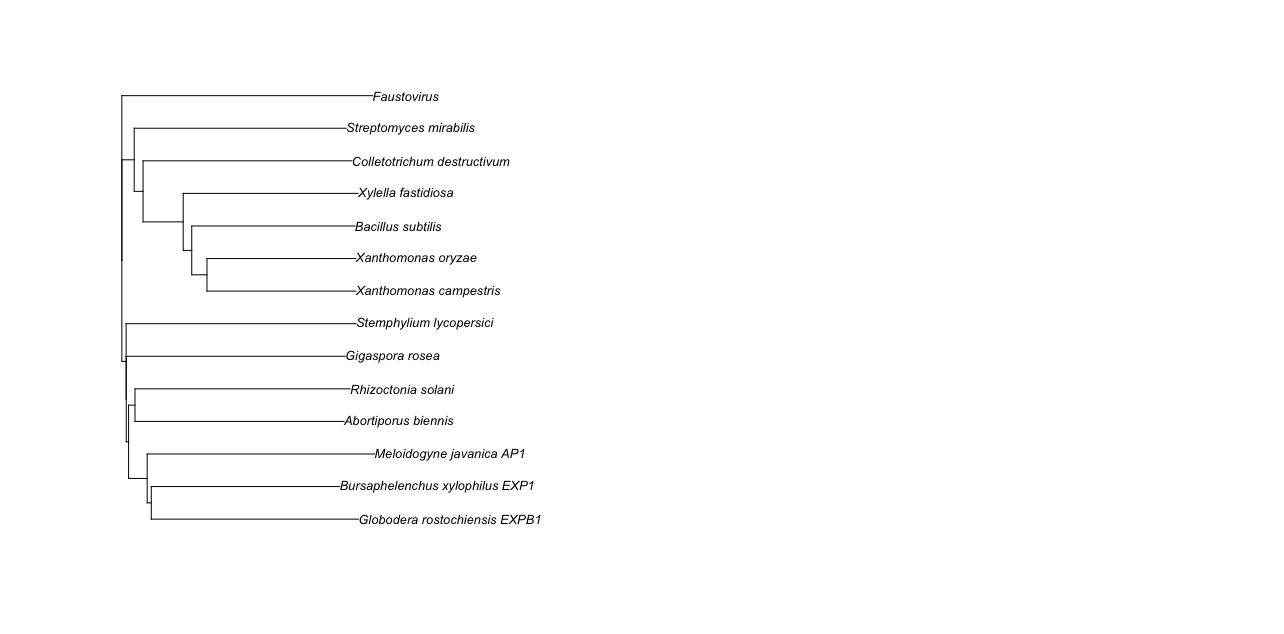 Faustovirus
Streptomyces mirabilis
Colletotrichum destructivum
Xylella fastidiosa
Bacillus subtilis
Xanthomonas oryzae
Xanthomonas campestris
Stemphylium lycopersici
Gigaspora rosea
Rhizoctonia solani
Abortiporus biennis
Meloidogyne javanica AP1
Bursaphelenchus xylophilus EXP1
Globodera rostochiensis EXPB1